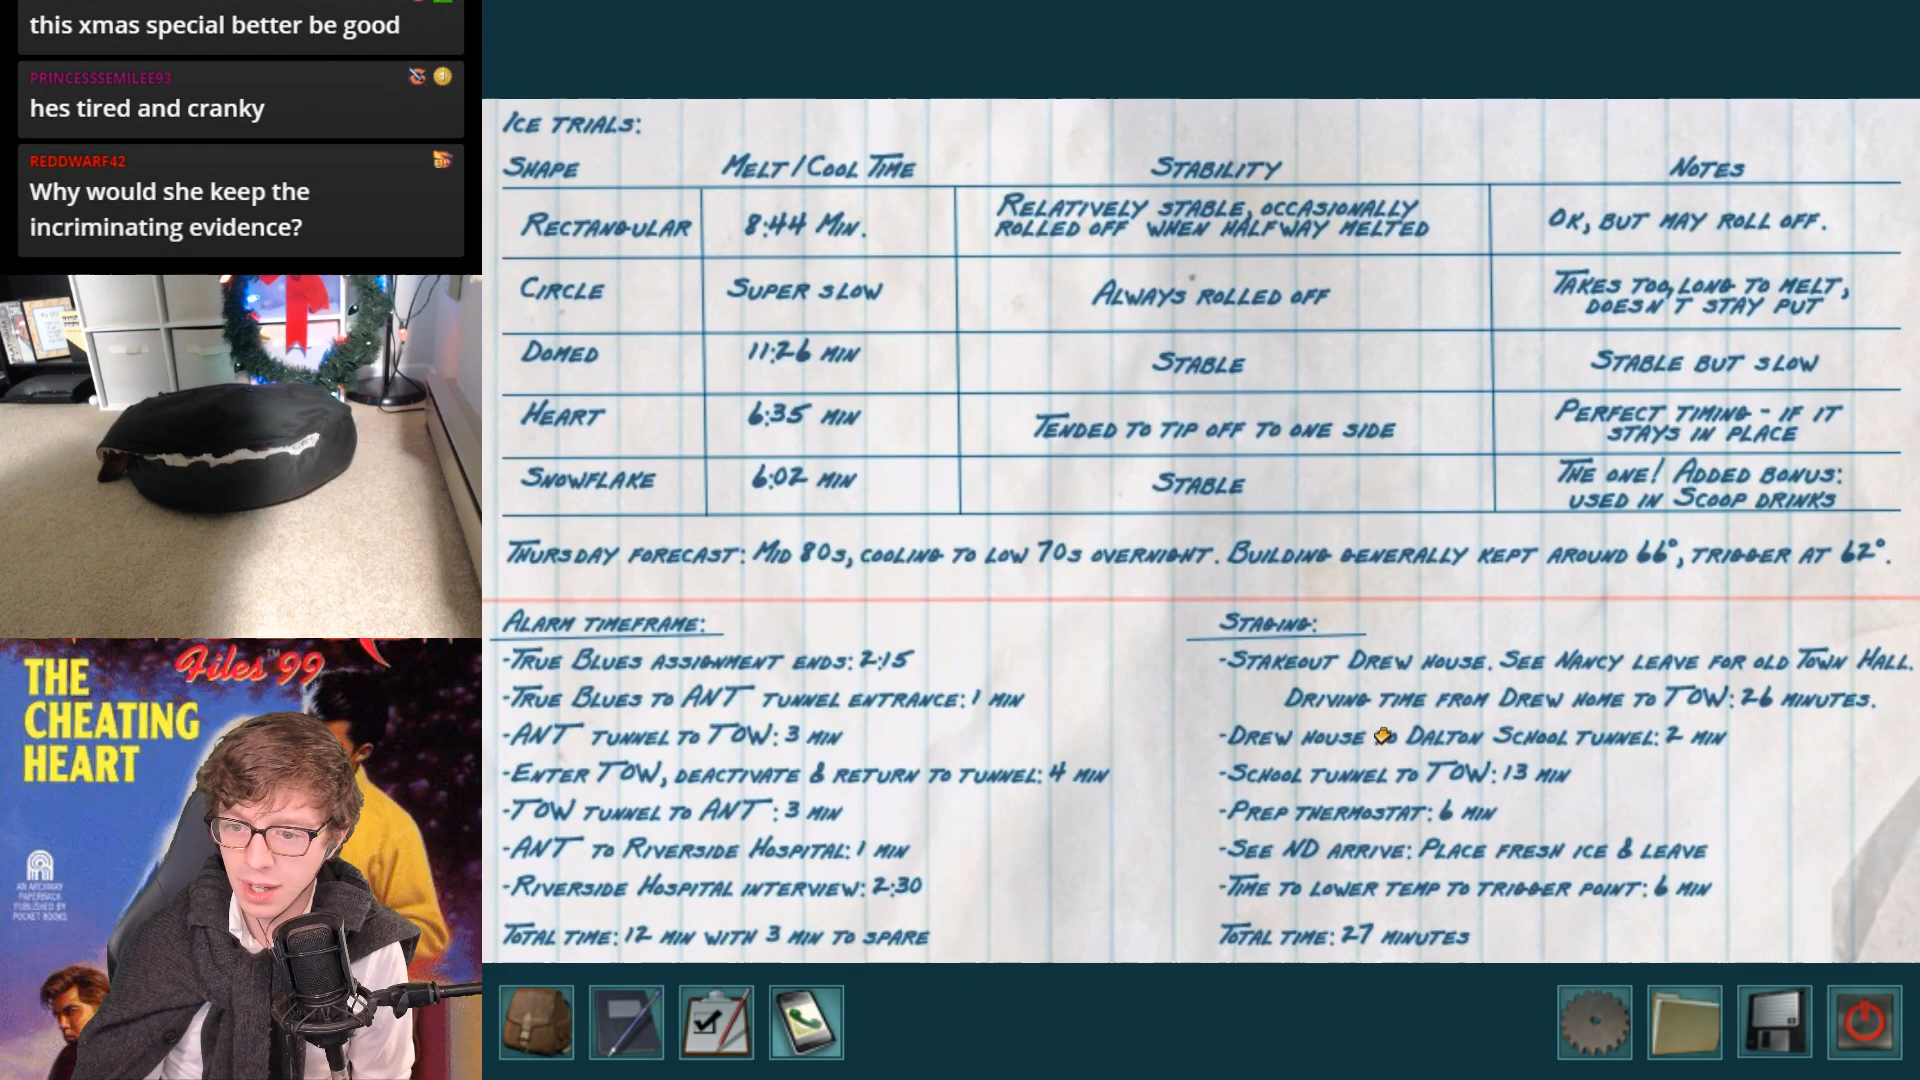 this xmas special better be good
PRINCESSSEMILEE93
hes tired and cranky
REDDWARF42
Why would she keep the
incriminating evidence?
ICE TRIALS:
SHAPE MELT/COOL TIME STABILITY NOTES
RECTANGULAR 8:44 MIN. RELATIVELY STABLE, OCCASIONALLY ROLLED OFF WHEN HALFWAY MELTED OK, BUT MAY ROLL OFF.
CIRCLE SUPER SLOW ALWAYS ROLLED OFF TAKES TOO LONG TO MELT, DOESN'T STAY PUT
DOMED 11:26 MIN STABLE STABLE BUT SLOW
HEART 6:35 MIN TENDED TO TIP OFF TO ONE SIDE PERFECT TIMING - IF IT STAYS IN PLACE
SNOWFLAKE 6:02 MIN STABLE THE ONE! ADDED BONUS: USED IN SCOOP DRINKS
THURSDAY FORECAST: MID 80S, COOLING TO LOW 70S OVERNIGHT. BUILDING GENERALLY KEPT AROUND 66°, TRIGGER AT 62°.
ALARM TIMEFRAME:
-TRUE BLUES ASSIGNMENT ENDS: 2:15
-TRUE BLUES TO ANT TUNNEL ENTRANCE: 1 MIN
-ANT TUNNEL TO TOW: 3 MIN
-ENTER TOW, DEACTIVATE & RETURN TO TUNNEL: 4 MIN
-TOW TUNNEL TO ANT: 3 MIN
-ANT TO RIVERSIDE HOSPITAL: 1 MIN
-RIVERSIDE HOSPITAL INTERVIEW: 2:30
TOTAL TIME: 12 MIN WITH 3 MIN TO SPARE
STAGING:
-STAKEOUT DREW HOUSE. SEE NANCY LEAVE FOR OLD TOWN HALL.
DRIVING TIME FROM DREW HOME TO TOW: 26 MINUTES.
-DREW HOUSE DALTON SCHOOL TUNNEL: 2 MIN
-SCHOOL TUNNEL TO TOW: 13 MIN
-PREP THERMOSTAT: 6 MIN
-SEE ND ARRIVE: PLACE FRESH ICE & LEAVE
-TIME TO LOWER TEMP TO TRIGGER POINT: 6 MIN
TOTAL TIME: 27 MINUTES
Files™ 99
THE
CHEATING
HEART
AN ARCHWAY
PAPERBACK
PUBLISHED BY
POCKET BOOKS